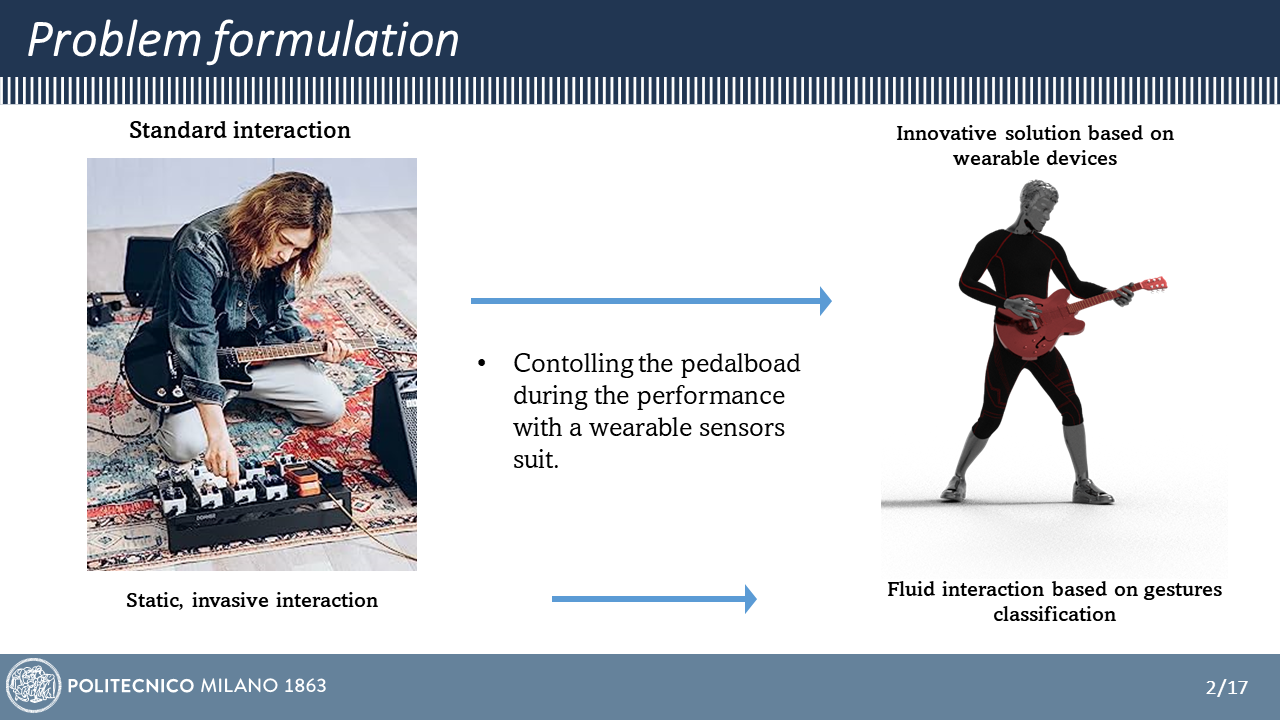 Problem formulation
Standard interaction
Innovative solution based on
wearable devices
• Contolling the pedalboad
during the performance
with a wearable sensors
suit.
Static, invasive interaction
Fluid interaction based on gestures
classification
POLITECNICO MILANO 1863
2/17